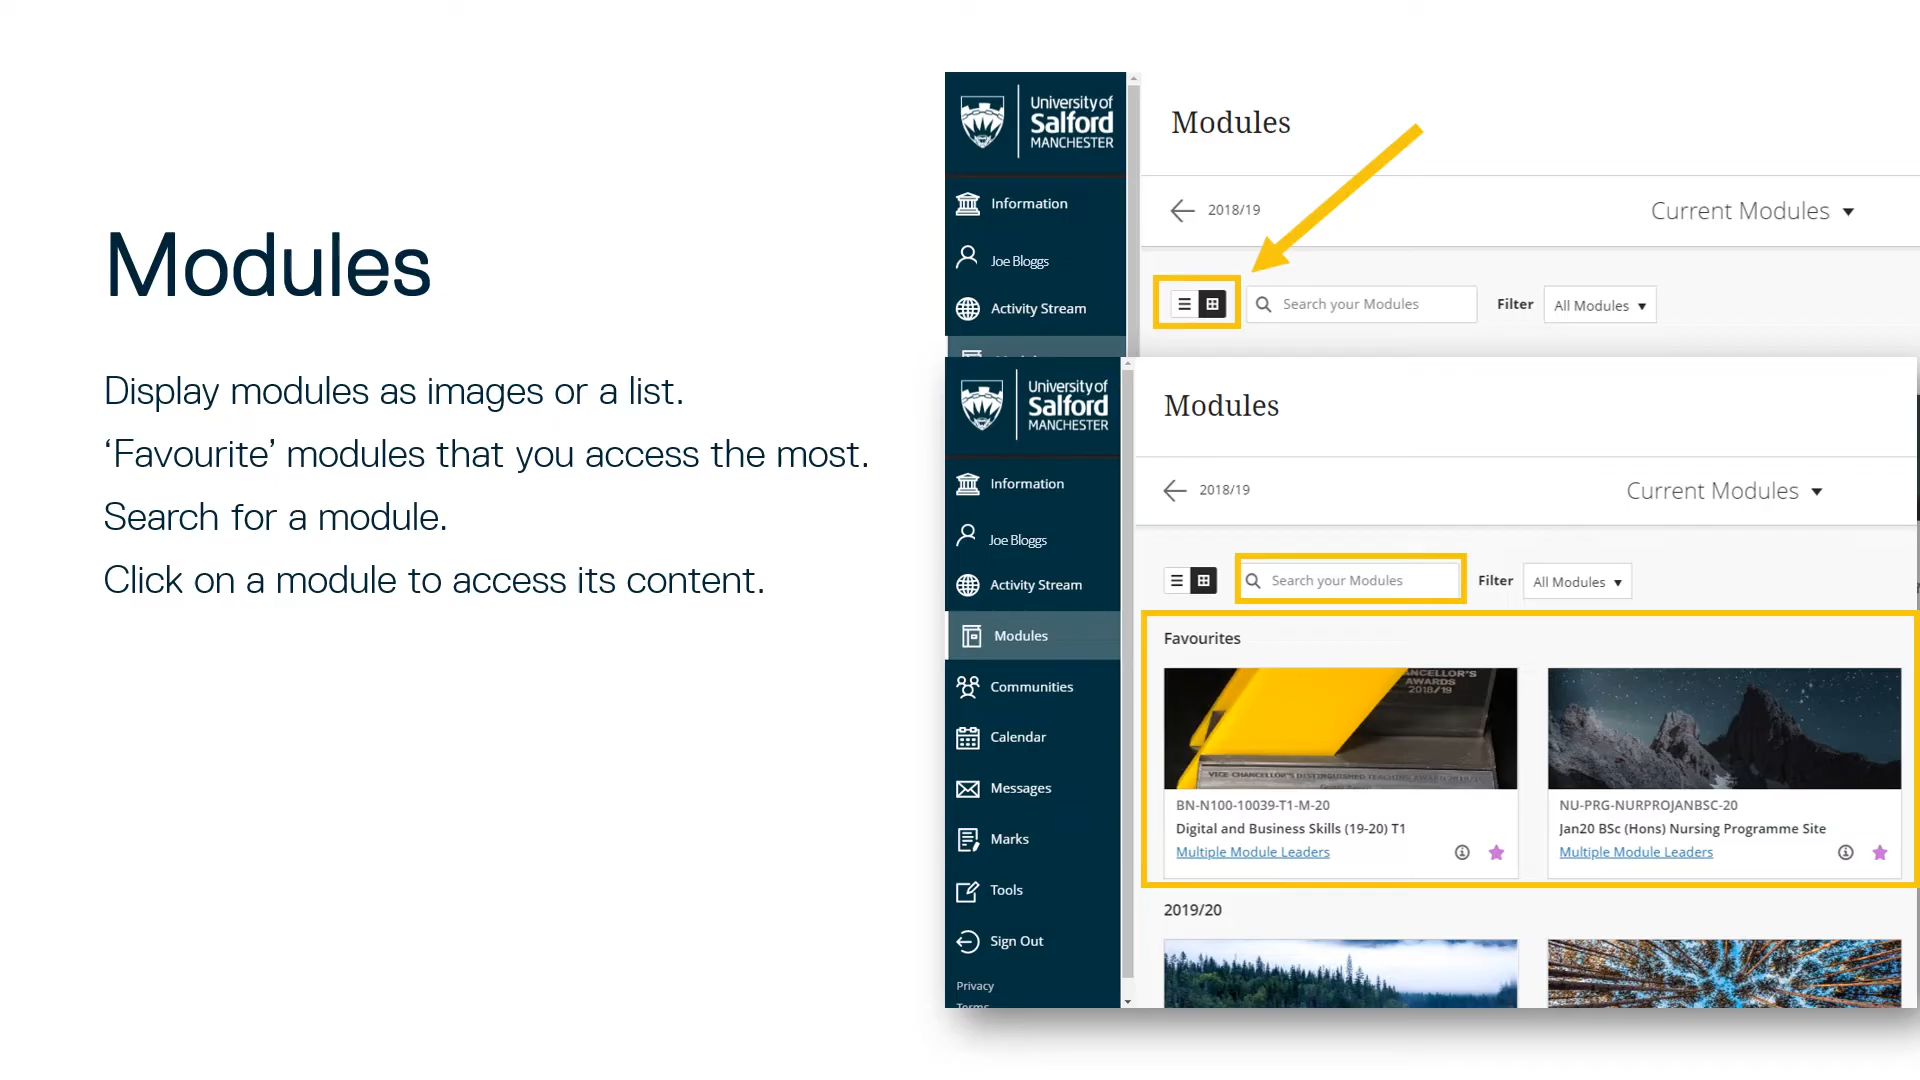 Modules
Display modules as images or a list.
‘Favourite’ modules that you access the most.
Search for a module.
Click on a module to access its content.
University of
Salford
MANCHESTER
Information
Joe Bloggs
Activity Stream
Modules
2018/19
Current Modules
Search your Modules
Filter
All Modules
University of
Salford
MANCHESTER
Information
Joe Bloggs
Activity Stream
Modules
Communities
Calendar
Messages
Marks
Tools
Sign Out
Privacy
Terms
Modules
2018/19
Current Modules
Search your Modules
Filter
All Modules
Favourites
AWARDS
2018/19
VICE-CHANCELLOR'S DISTINGUISHED TEACHING AWARD
BN-N100-10039-T1-M-20
Digital and Business Skills (19-20) T1
Multiple Module Leaders
NU-PRG-NURPROJANBSC-20
Jan20 BSc (Hons) Nursing Programme Site
Multiple Module Leaders
2019/20